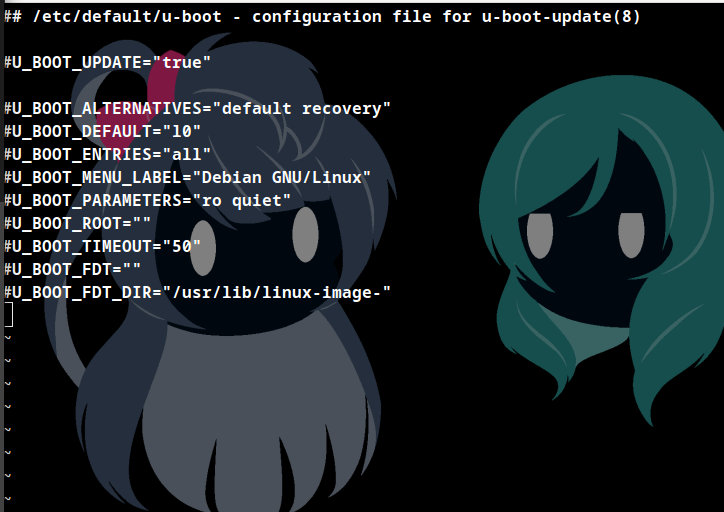 ## /etc/default/u-boot - configuration file for u-boot-update(8)
#U_BOOT_UPDATE="true"
#U_BOOT_ALTERNATIVES="default recovery"
#U_BOOT_DEFAULT="l0"
#U_BOOT_ENTRIES="all"
#U_BOOT_MENU_LABEL="Debian GNU/Linux"
#U_BOOT_PARAMETERS="ro quiet"
#U_BOOT_ROOT=""
#U_BOOT_TIMEOUT="50"
#U_BOOT_FDT=""
#U_BOOT_FDT_DIR="/usr/lib/linux-image-"
~
~
~
~
~
~
~
~